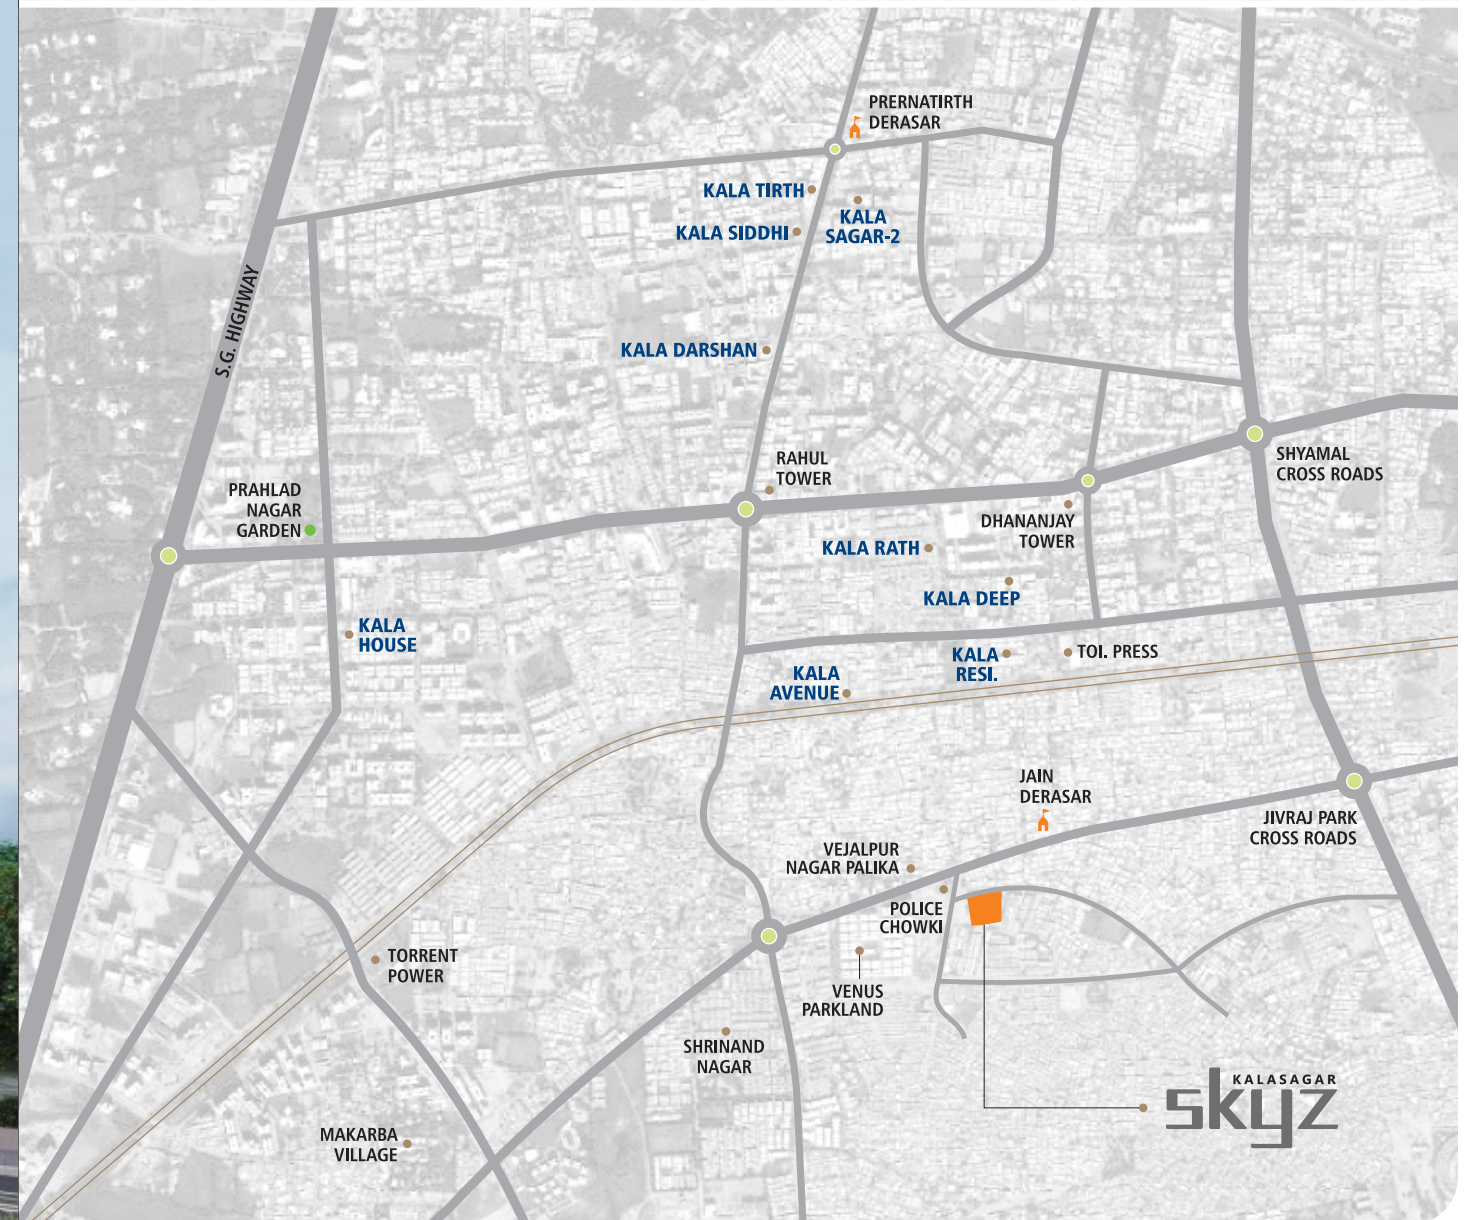 PRERNATIRTH
DERASAR
KALA TIRTH
KALA
SAGAR-2
KALA SIDDHI
S.G. HIGHWAY
KALA DARSHAN
RAHUL
TOWER
SHYAMAL
CROSS ROADS
PRAHLAD
NAGAR
GARDEN
DHANANJAY
TOWER
KALA RATH
KALA DEEP
KALA
HOUSE
KALA
RESI.
TOI. PRESS
KALA
AVENUE
JAIN
DERASAR
JIVRAJ PARK
CROSS ROADS
VEJALPUR
NAGAR PALIKA
POLICE
CHOWKI
TORRENT
POWER
VENUS
PARKLAND
SHRINAND
NAGAR
KALASAGAR
skyz
MAKARBA
VILLAGE